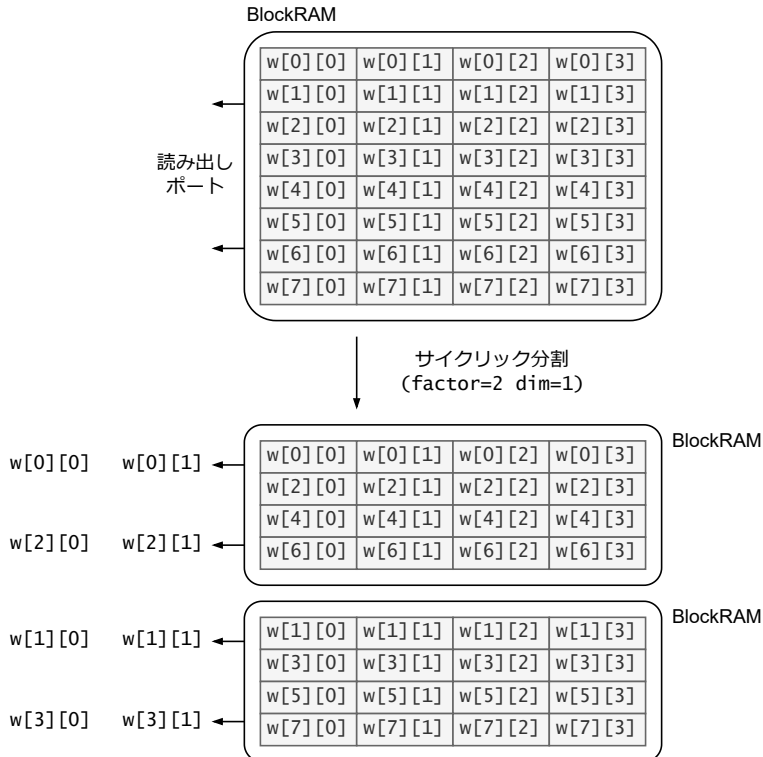 BlockRAM
w[0][0] w[0][1] w[0][2] w[0][3]
w[1][0] w[1][1] w[1][2] w[1][3]
w[2][0] w[2][1] w[2][2] w[2][3]
w[3][0] w[3][1] w[3][2] w[3][3]
w[4][0] w[4][1] w[4][2] w[4][3]
w[5][0] w[5][1] w[5][2] w[5][3]
w[6][0] w[6][1] w[6][2] w[6][3]
w[7][0] w[7][1] w[7][2] w[7][3]
読み出し
ポート
サイクリック分割
(factor=2 dim=1)
BlockRAM
w[0][0] w[0][1]
w[2][0] w[2][1]
w[0][0] w[0][1] w[0][2] w[0][3]
w[2][0] w[2][1] w[2][2] w[2][3]
w[4][0] w[4][1] w[4][2] w[4][3]
w[6][0] w[6][1] w[6][2] w[6][3]
BlockRAM
w[1][0] w[1][1]
w[3][0] w[3][1]
w[1][0] w[1][1] w[1][2] w[1][3]
w[3][0] w[3][1] w[3][2] w[3][3]
w[5][0] w[5][1] w[5][2] w[5][3]
w[7][0] w[7][1] w[7][2] w[7][3]